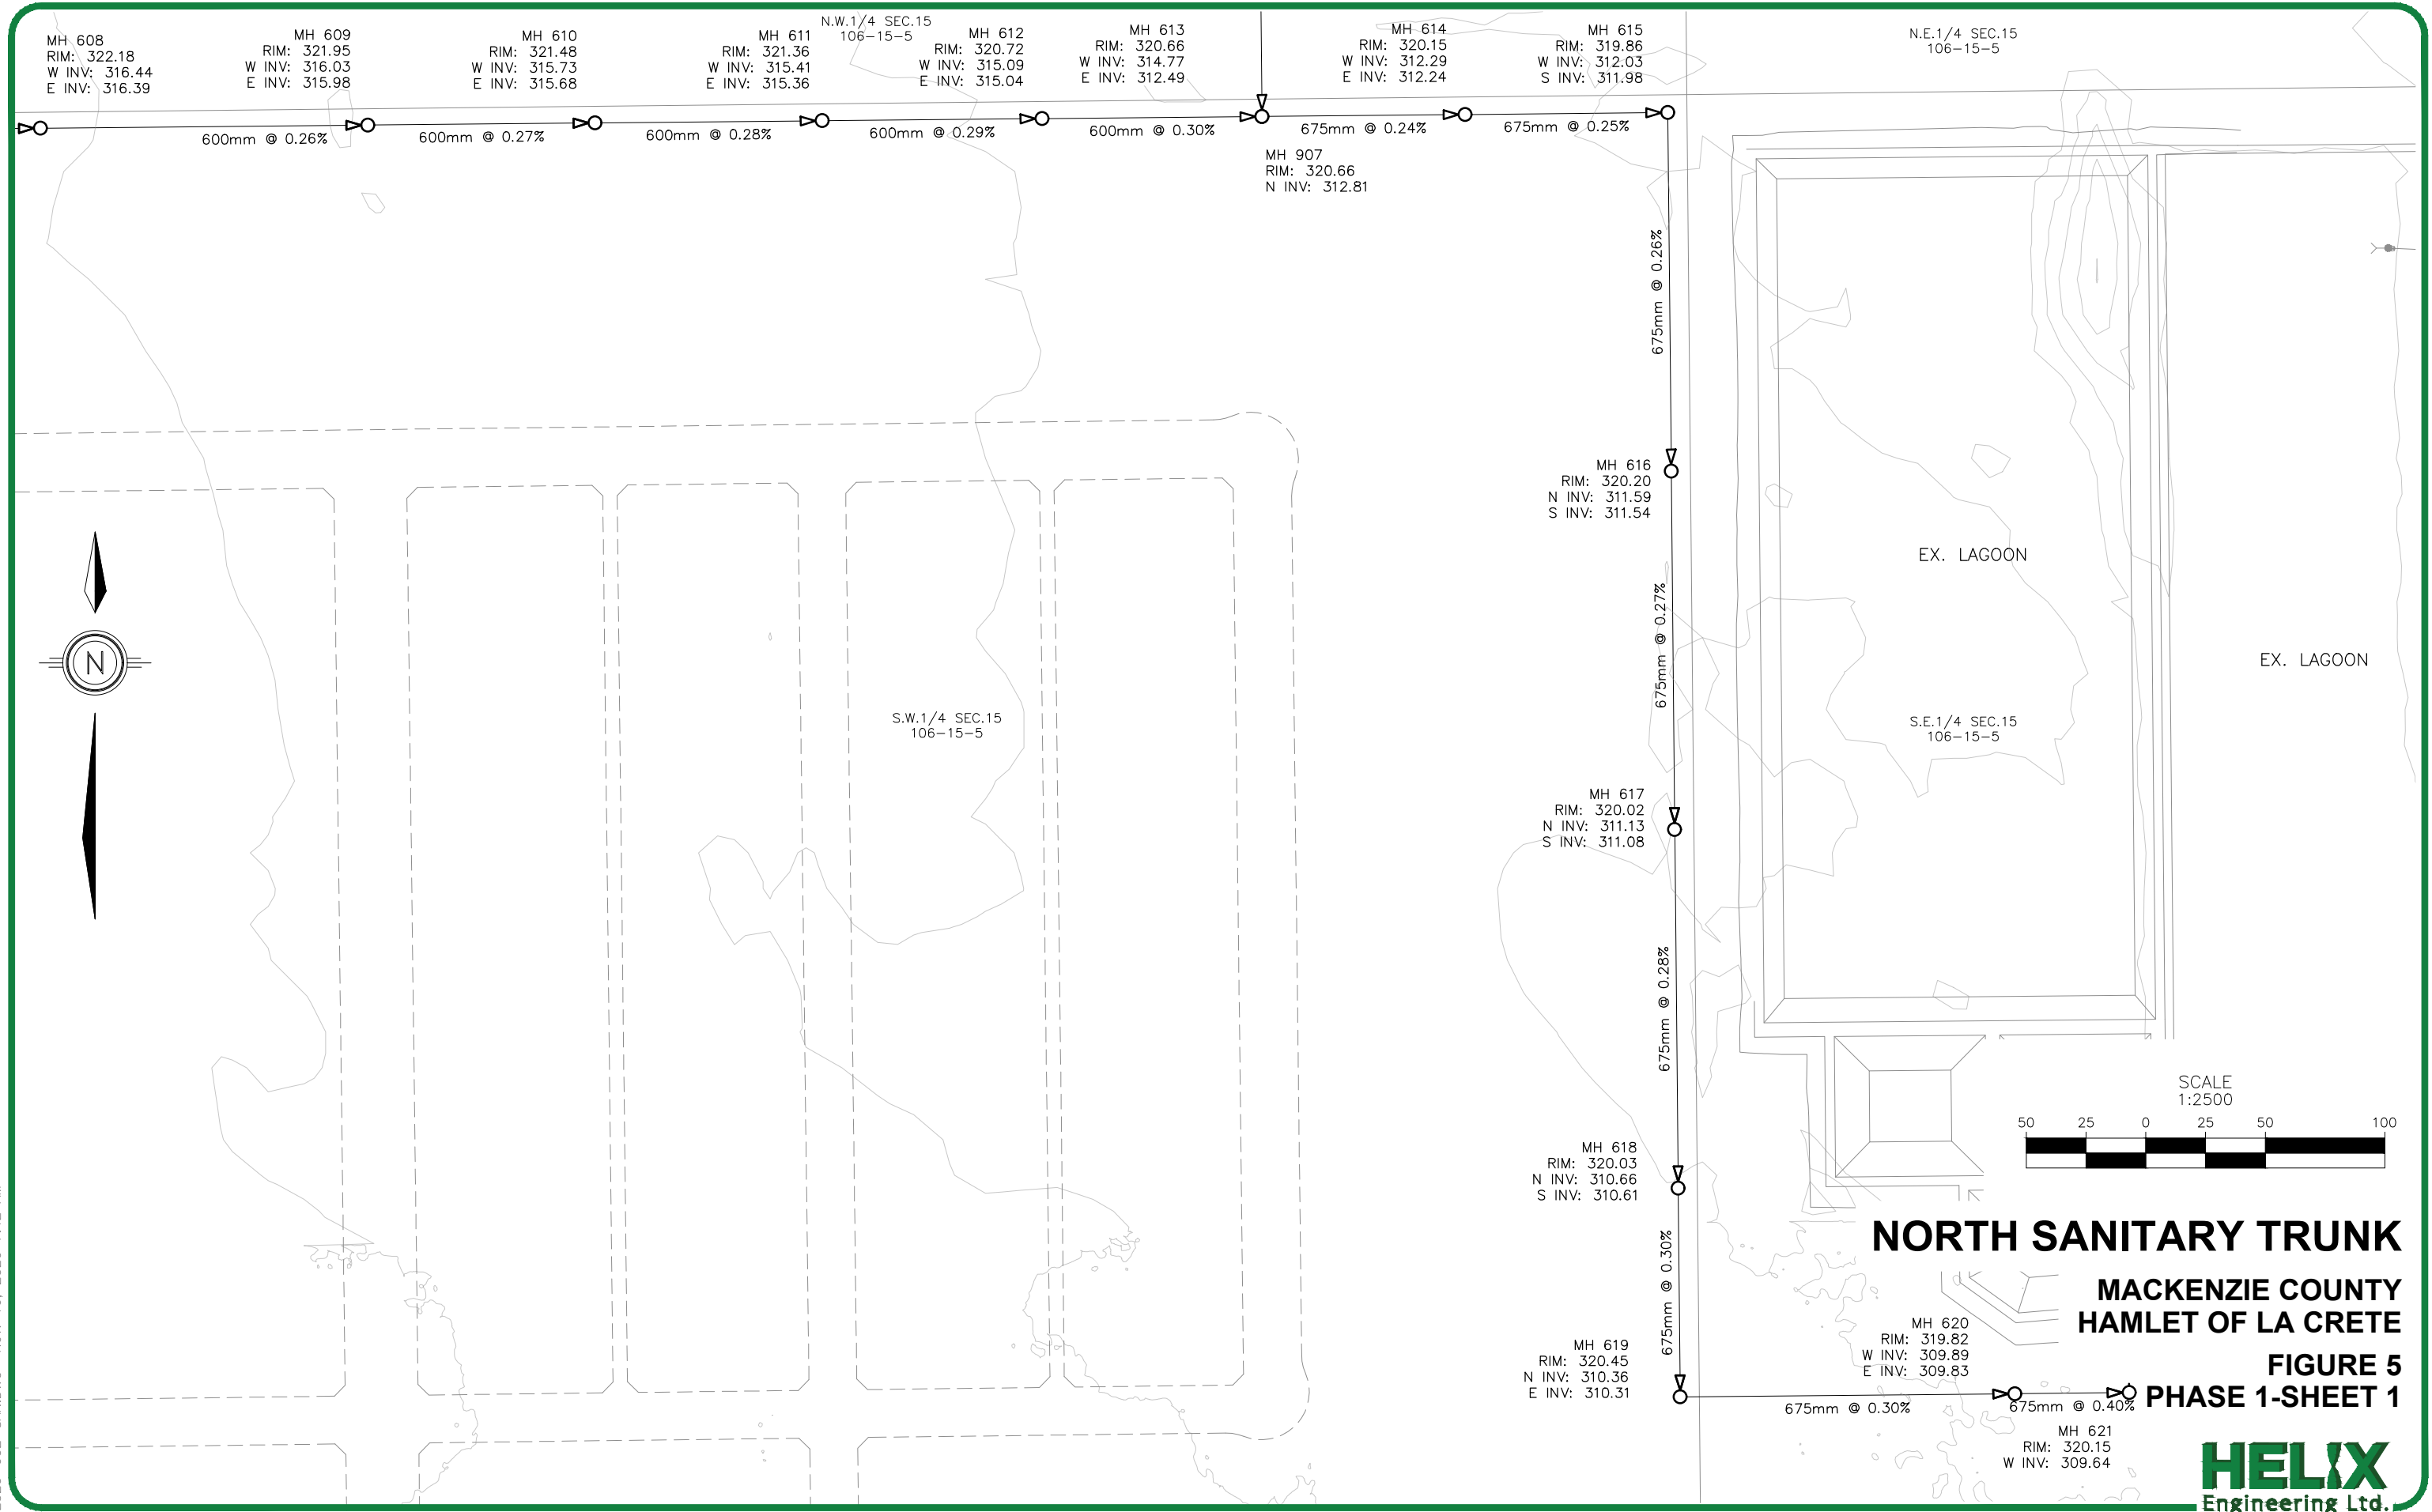 N.W.1/4 SEC.15
106-15-5
N.E.1/4 SEC.15
106-15-5
MH 608
RIM: 322.18
W INV: 316.44
E INV: 316.39
MH 609
RIM: 321.95
W INV: 316.03
E INV: 315.98
MH 610
RIM: 321.48
W INV: 315.73
E INV: 315.68
MH 611
RIM: 321.36
W INV: 315.41
E INV: 315.36
MH 612
RIM: 320.72
W INV: 315.09
E INV: 315.04
MH 613
RIM: 320.66
W INV: 314.77
E INV: 312.49
MH 614
RIM: 320.15
W INV: 312.29
E INV: 312.24
MH 615
RIM: 319.86
W INV: 312.03
S INV: 311.98
600mm @ 0.26%
600mm @ 0.27%
600mm @ 0.28%
600mm @ 0.29%
600mm @ 0.30%
675mm @ 0.24%
675mm @ 0.25%
MH 907
RIM: 320.66
N INV: 312.81
675mm @ 0.26%
MH 616
RIM: 320.20
N INV: 311.59
S INV: 311.54
EX. LAGOON
675mm @ 0.27%
N
EX. LAGOON
S.W.1/4 SEC.15
106-15-5
S.E.1/4 SEC.15
106-15-5
MH 617
RIM: 320.02
N INV: 311.13
S INV: 311.08
675mm @ 0.28%
SCALE
1:2500
50 25 0 25 50 100
MH 618
RIM: 320.03
N INV: 310.66
S INV: 310.61
675mm @ 0.30%
NORTH SANITARY TRUNK
MACKENZIE COUNTY
HAMLET OF LA CRETE
MH 620
RIM: 319.82
W INV: 309.89
E INV: 309.83
MH 619
RIM: 320.45
N INV: 310.36
E INV: 310.31
FIGURE 5
PHASE 1-SHEET 1
675mm @ 0.30%
675mm @ 0.40%
MH 621
RIM: 320.15
W INV: 309.64
HELIX
Engineering Ltd.